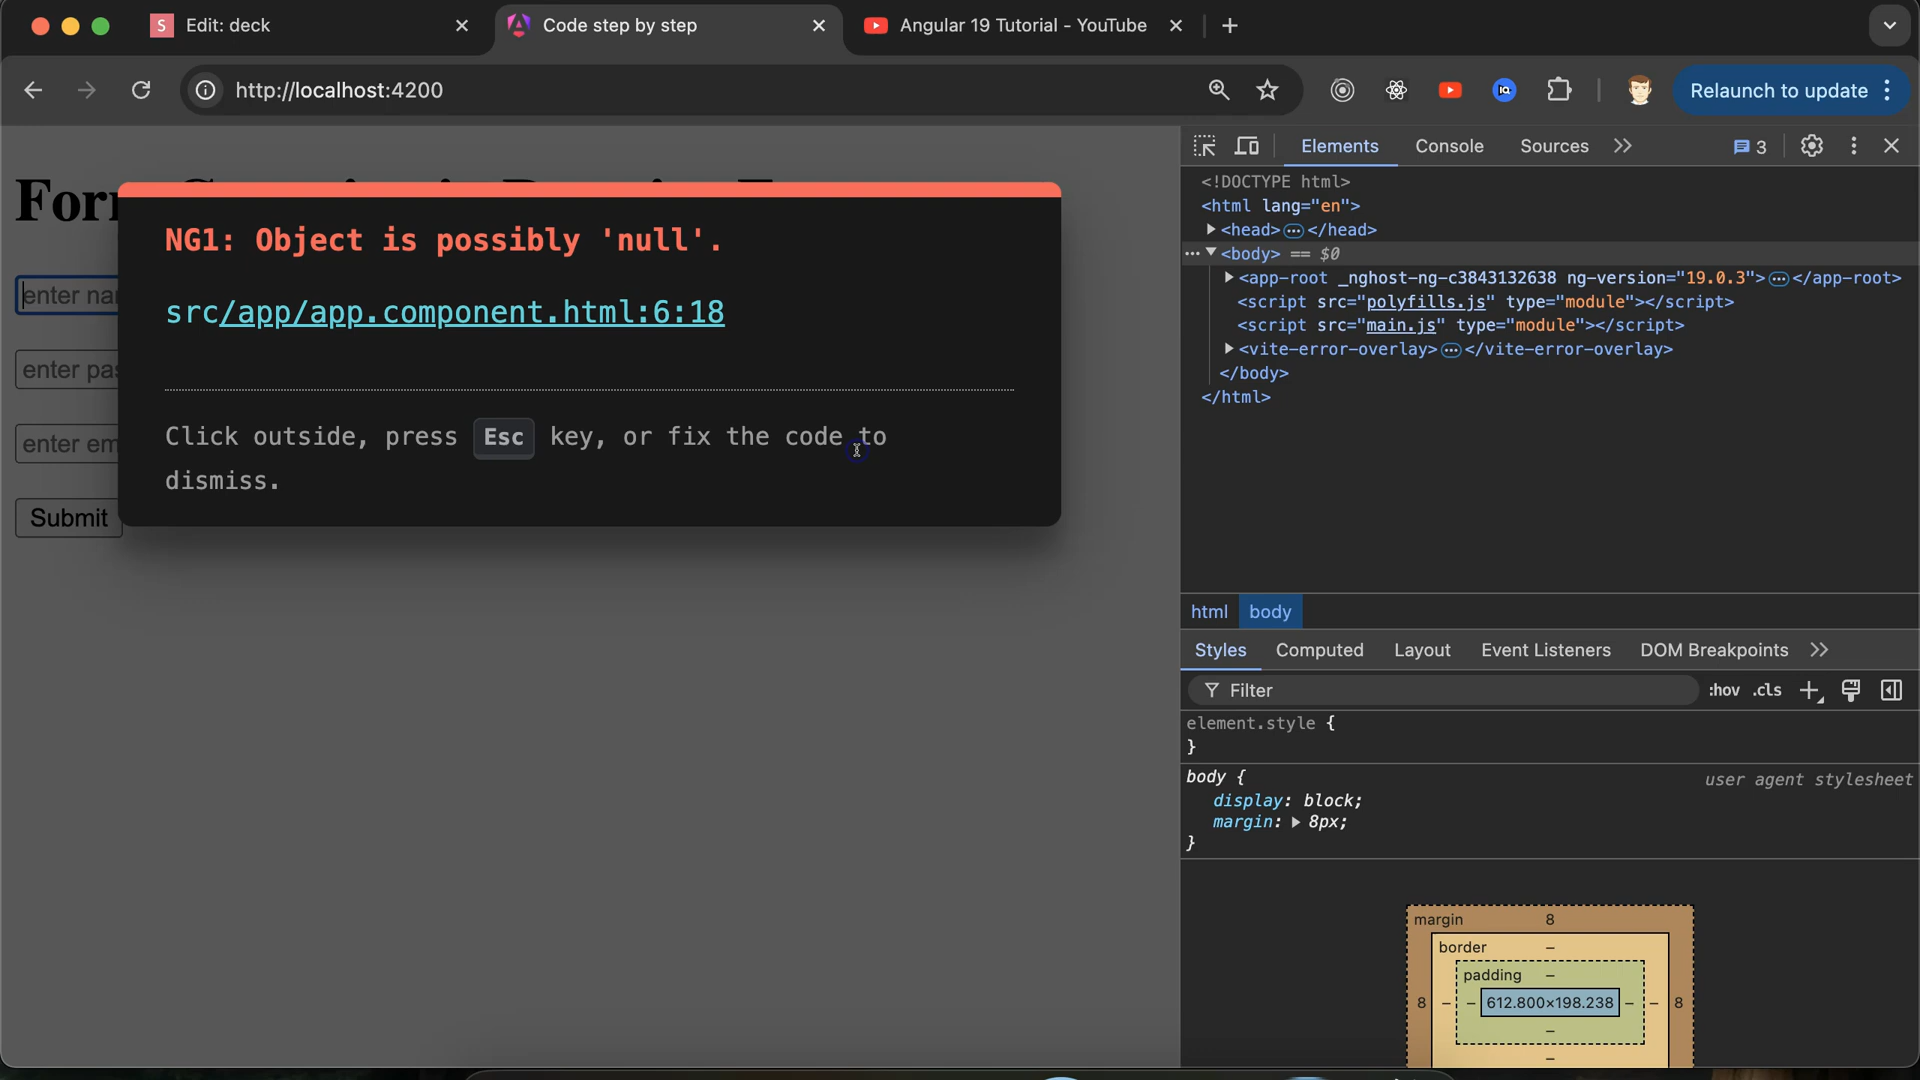 Edit: deck
Code step by step
Angular 19 Tutorial - YouTube
http://localhost:4200
Relaunch to update
Elements
Console
Sources
3
NG1: Object is possibly 'null'.
src/app/app.component.html:6:18
Click outside, press Esc key, or fix the code to
dismiss.
enter
enter
enter
Submit
<!DOCTYPE html>
<html lang="en">
<head> ··· </head>
··· <body> == $0
<app-root _nghost-ng-c3843132638 ng-version="19.0.3"> ··· </app-root>
<script src="polyfills.js" type="module"></script>
<script src="main.js" type="module"></script>
<vite-error-overlay> ··· </vite-error-overlay>
</body>
</html>
html body
Styles
Computed
Layout
Event Listeners
DOM Breakpoints
Filter
:hov
.cls
element.style {
}
body {
user agent stylesheet
display: block;
margin: 8px;
}
margin 8
border –
padding –
8 – – 612.800×198.238 – – 8
–
–